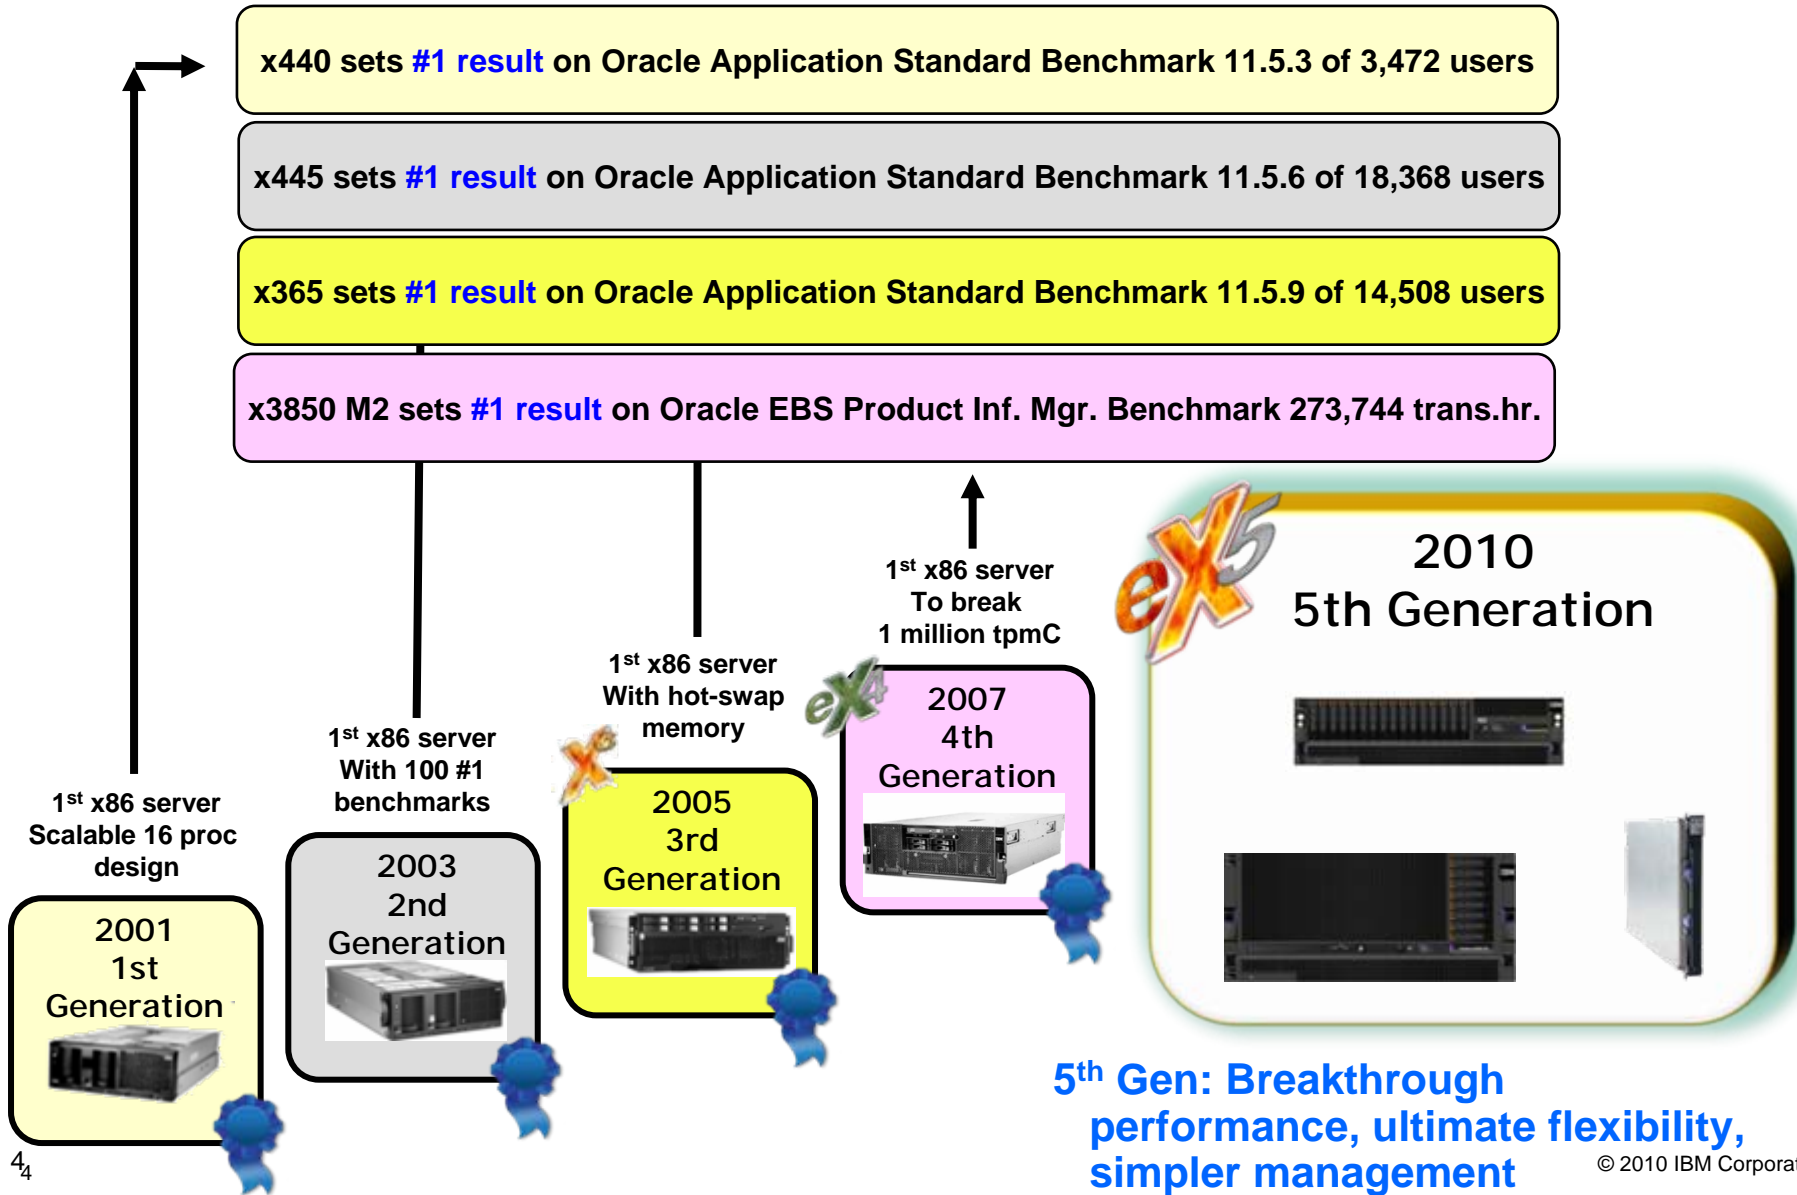 x440 sets #1 result on Oracle Application Standard Benchmark 11.5.3 of 3,472 users
x445 sets #1 result on Oracle Application Standard Benchmark 11.5.6 of 18,368 users
x365 sets #1 result on Oracle Application Standard Benchmark 11.5.9 of 14,508 users
x3850 M2 sets #1 result on Oracle EBS Product Inf. Mgr. Benchmark 273,744 trans.hr.
1st x86 server
Scalable 16 proc
design
2001
1st
Generation
1st x86 server
With 100 #1
benchmarks
2003
2nd
Generation
1st x86 server
With hot-swap
memory
2005
3rd
Generation
1st x86 server
To break
1 million tpmC
eX4
2007
4th
Generation
eX5
2010
5th Generation
5th Gen: Breakthrough
performance, ultimate flexibility,
simpler management
4
4
© 2010 IBM Corporat